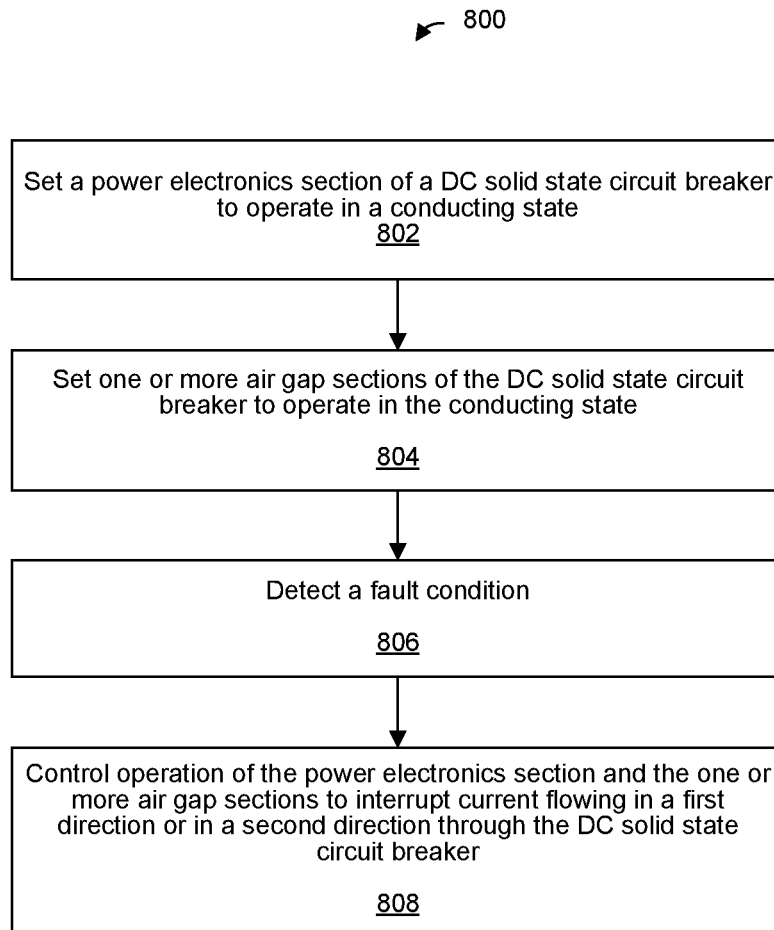 800
Set a power electronics section of a DC solid state circuit breaker
to operate in a conducting state
802
Set one or more air gap sections of the DC solid state circuit
breaker to operate in the conducting state
804
Detect a fault condition
806
Control operation of the power electronics section and the one or
more air gap sections to interrupt current flowing in a first
direction or in a second direction through the DC solid state
circuit breaker
808